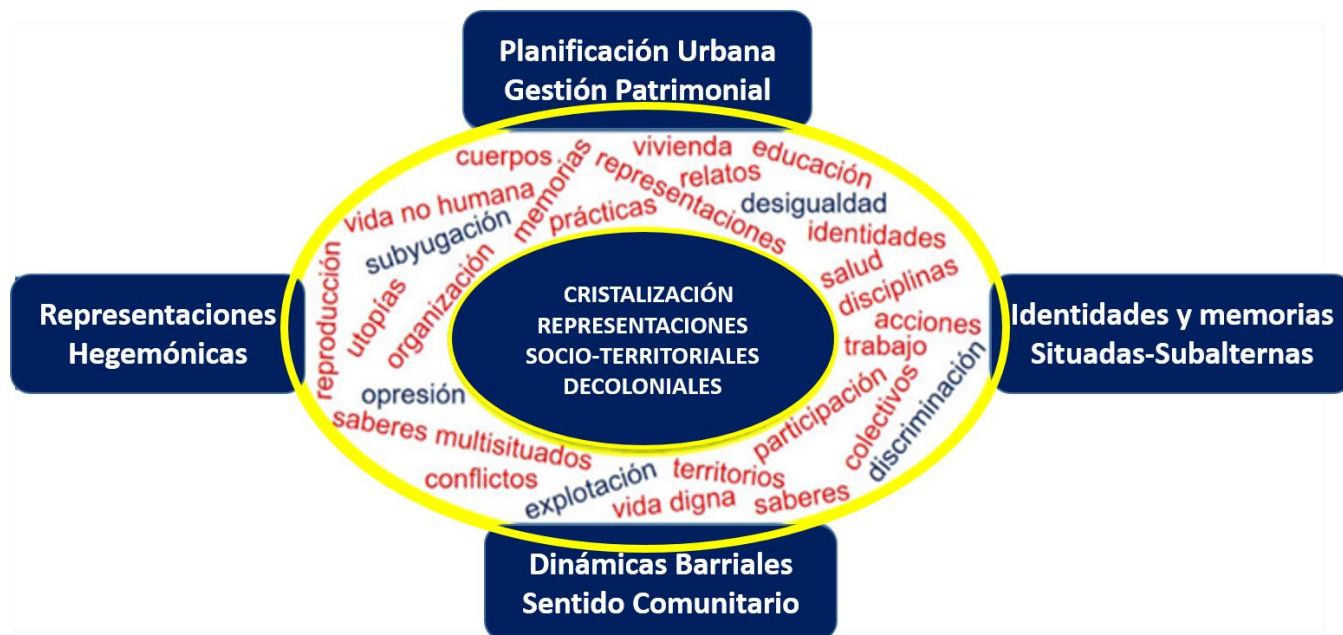 Planificación Urbana
Gestión Patrimonial
cuerpos
memorias
vivienda
educación
representaciones
relatos
vida no humana
prácticas
desigualdad
subyugación
identidades
reproducción
utopías
organización
salud
disciplinas
Representaciones
Hegemónicas
CRISTALIZACIÓN
REPRESENTACIONES
SOCIO-TERRITORIALES
DECOLONIALES
acciones
trabajo
Identidades y memorias
Situadas-Subalternas
opresión
participación
colectivos
discriminación
saberes multisituados
conflictos
explotación
territorios
vida digna
saberes
Dinámicas Barriales
Sentido Comunitario